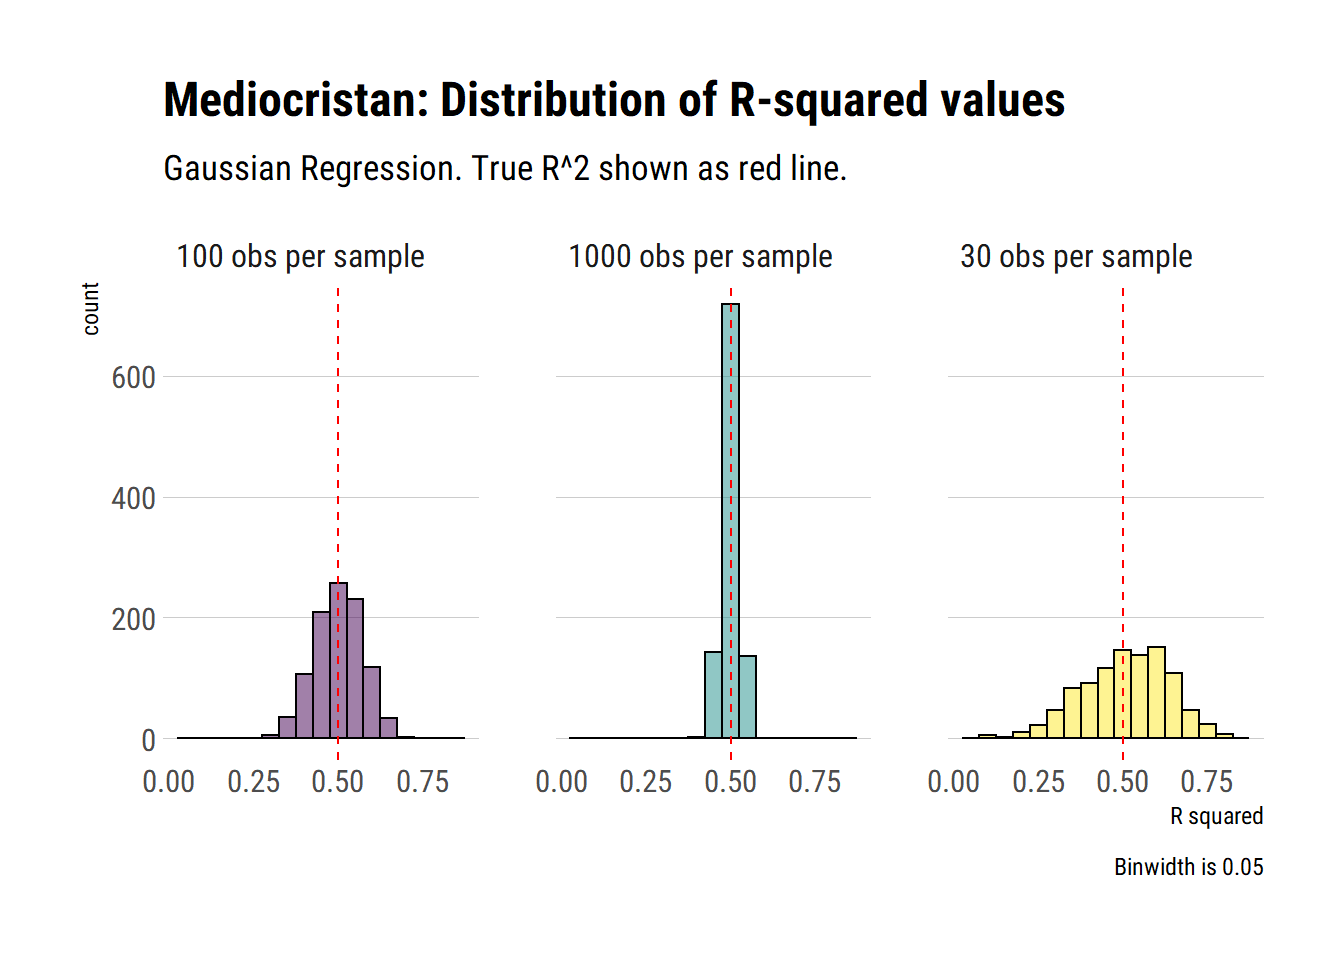 Mediocristan: Distribution of R-squared values
Gaussian Regression. True R^2 shown as red line.
100 obs per sample
1000 obs per sample
30 obs per sample
count
600
400
200
0
0.00 0.25 0.50 0.75
0.00 0.25 0.50 0.75
0.00 0.25 0.50 0.75
R squared
Binwidth is 0.05